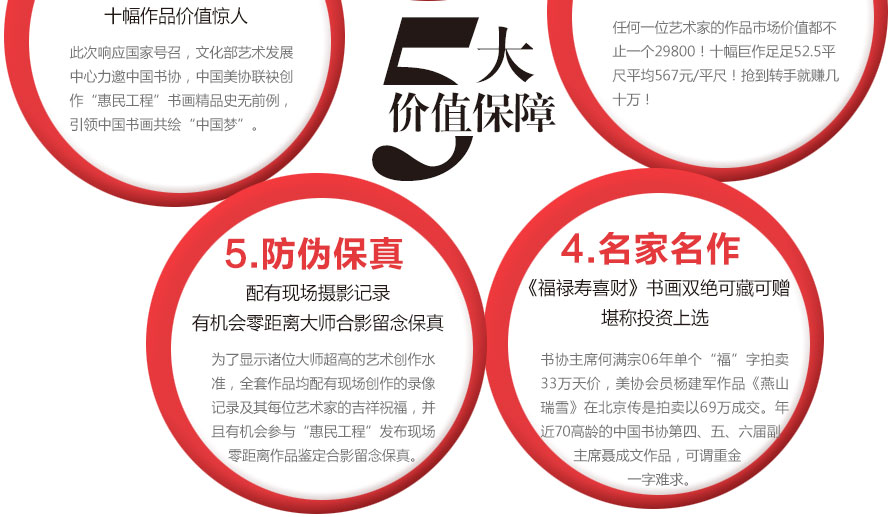 十幅作品价值惊人
此次响应国家号召，文化部艺术发展
中心力邀中国书协，中国美协联袂创
作“惠民工程”书画精品史无前例，
引领中国书画共绘“中国梦”。
5大
价值保障
任何一位艺术家的作品市场价值都不
止一个29800！十幅巨作足足52.5平
尺平均567元/平尺！抢到转手就赚几
十万！
5.防伪保真
配有现场摄影记录
有机会零距离大师合影留念保真
为了显示诸位大师超高的艺术创作水
准，全套作品均配有现场创作的录像
记录及其每位艺术家的吉祥祝福，并
且有机会参与“惠民工程”发布现场
零距离作品鉴定合影留念保真。
4.名家名作
《福禄寿喜财》书画双绝可藏可赠
堪称投资上选
书协主席何满宗06年单个“福”字拍卖
33万天价，美协会员杨建军作品《燕山
瑞雪》在北京传是拍卖以69万成交。年
近70高龄的中国书协第四、五、六届副
主席聂成文作品，可谓重金
一字难求。